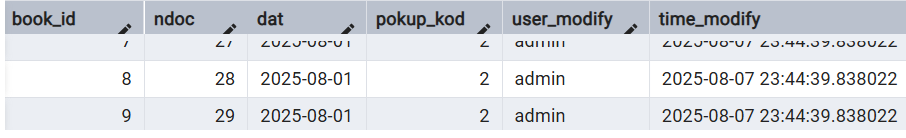 book_id ndoc dat pokup_kod user_modify time_modify
7 27 2025-08-01 2 admin 2025-08-07 23:44:39.838022
8 28 2025-08-01 2 admin 2025-08-07 23:44:39.838022
9 29 2025-08-01 2 admin 2025-08-07 23:44:39.838022